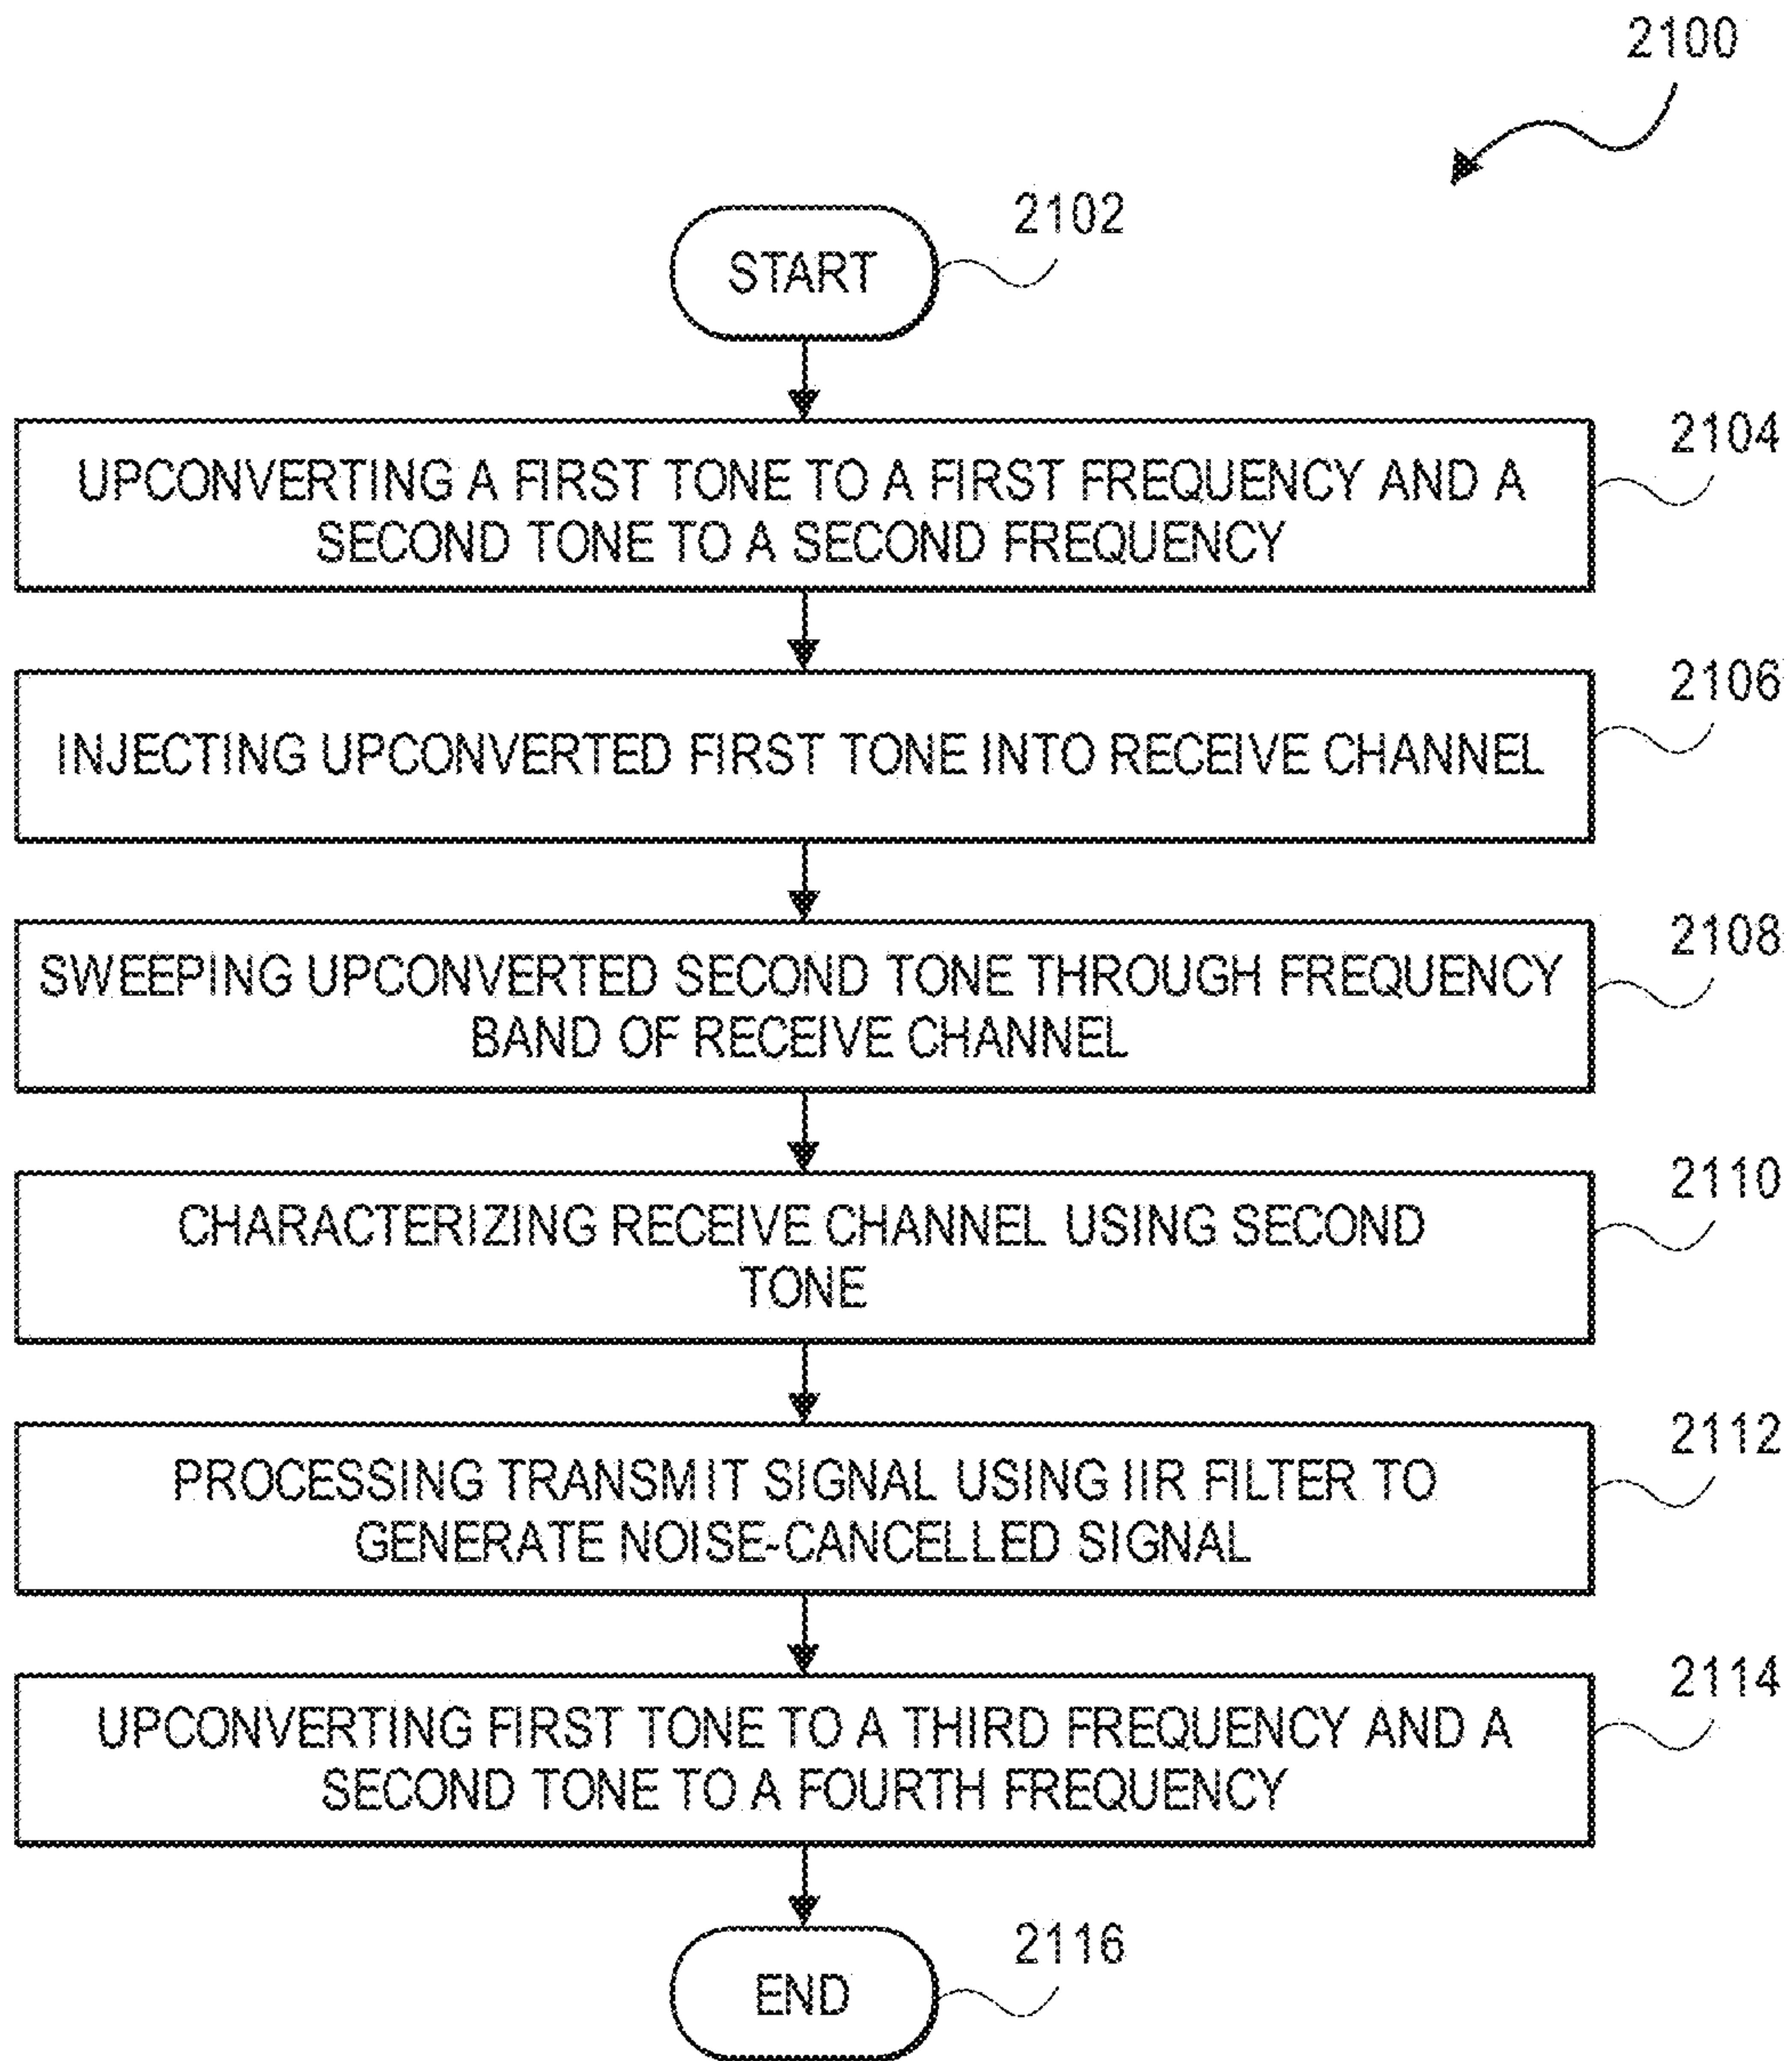 2100
START
2102
UPCONVERTING A FIRST TONE TO A FIRST FREQUENCY AND A
SECOND TONE TO A SECOND FREQUENCY
2104
INJECTING UPCONVERTED FIRST TONE INTO RECEIVE CHANNEL
2106
SWEEPING UPCONVERTED SECOND TONE THROUGH FREQUENCY
BAND OF RECEIVE CHANNEL
2108
CHARACTERIZING RECEIVE CHANNEL USING SECOND
TONE
2110
PROCESSING TRANSMIT SIGNAL USING IIR FILTER TO
GENERATE NOISE-CANCELLED SIGNAL
2112
UPCONVERTING FIRST TONE TO A THIRD FREQUENCY AND A
SECOND TONE TO A FOURTH FREQUENCY
2114
END
2116